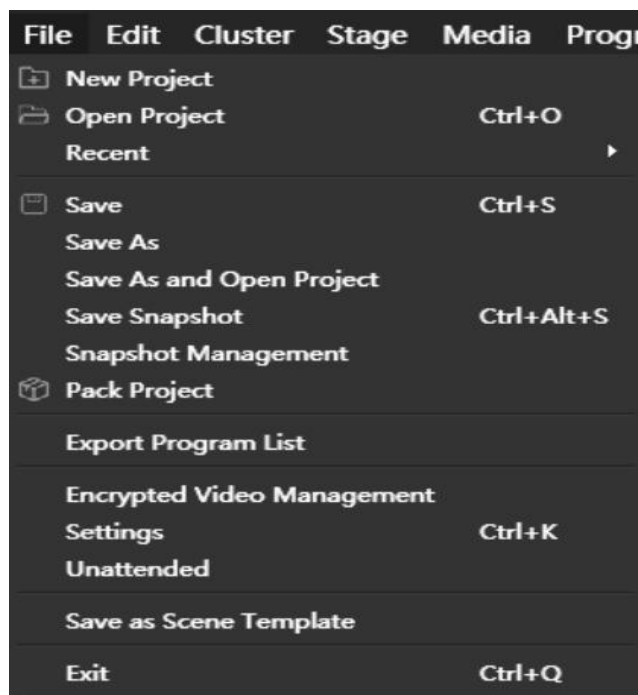 File Edit Cluster Stage Media Progr
New Project
Open Project Ctrl+O
Recent
Save Ctrl+S
Save As
Save As and Open Project
Save Snapshot Ctrl+Alt+S
Snapshot Management
Pack Project
Export Program List
Encrypted Video Management
Settings Ctrl+K
Unattended
Save as Scene Template
Exit Ctrl+Q